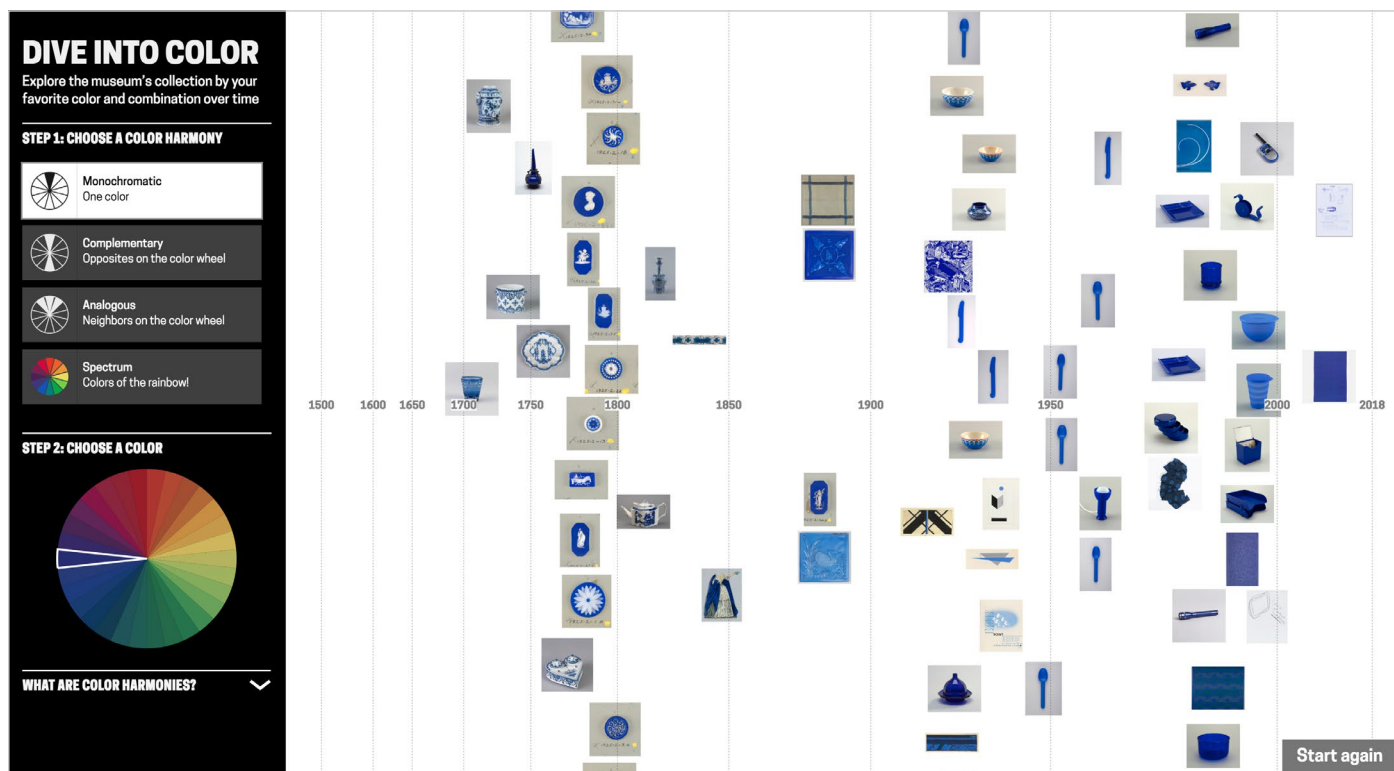 DIVE INTO COLOR
Explore the museum's collection by your
favorite color and combination over time
STEP 1: CHOOSE A COLOR HARMONY
Monochromatic
One color
Complementary
Opposites on the color wheel
Analogous
Neighbors on the color wheel
Spectrum
Colors of the rainbow!
STEP 2: CHOOSE A COLOR
WHAT ARE COLOR HARMONIES?
1500 1600 1650 1700 1750 1800 1850 1900 1950 2000 2018
Start again